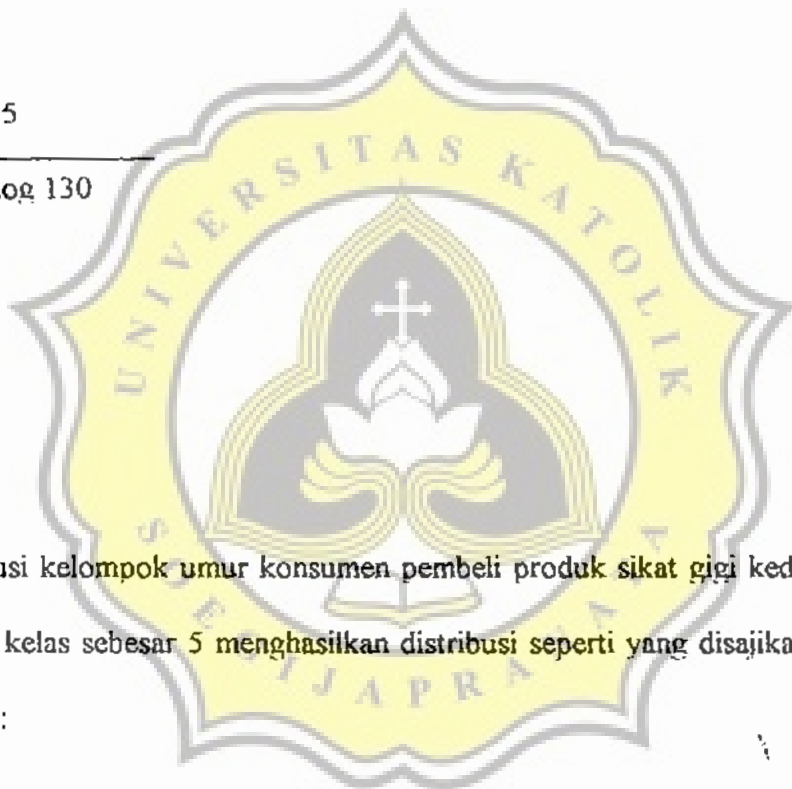 5
og 130
UNIVERSITAS KATOLIK
SOEGIJAPRANATA
usi kelompok umur konsumen pembeli produk sikat gigi ked
kelas sebesar 5 menghasilkan distribusi seperti yang disajika
: